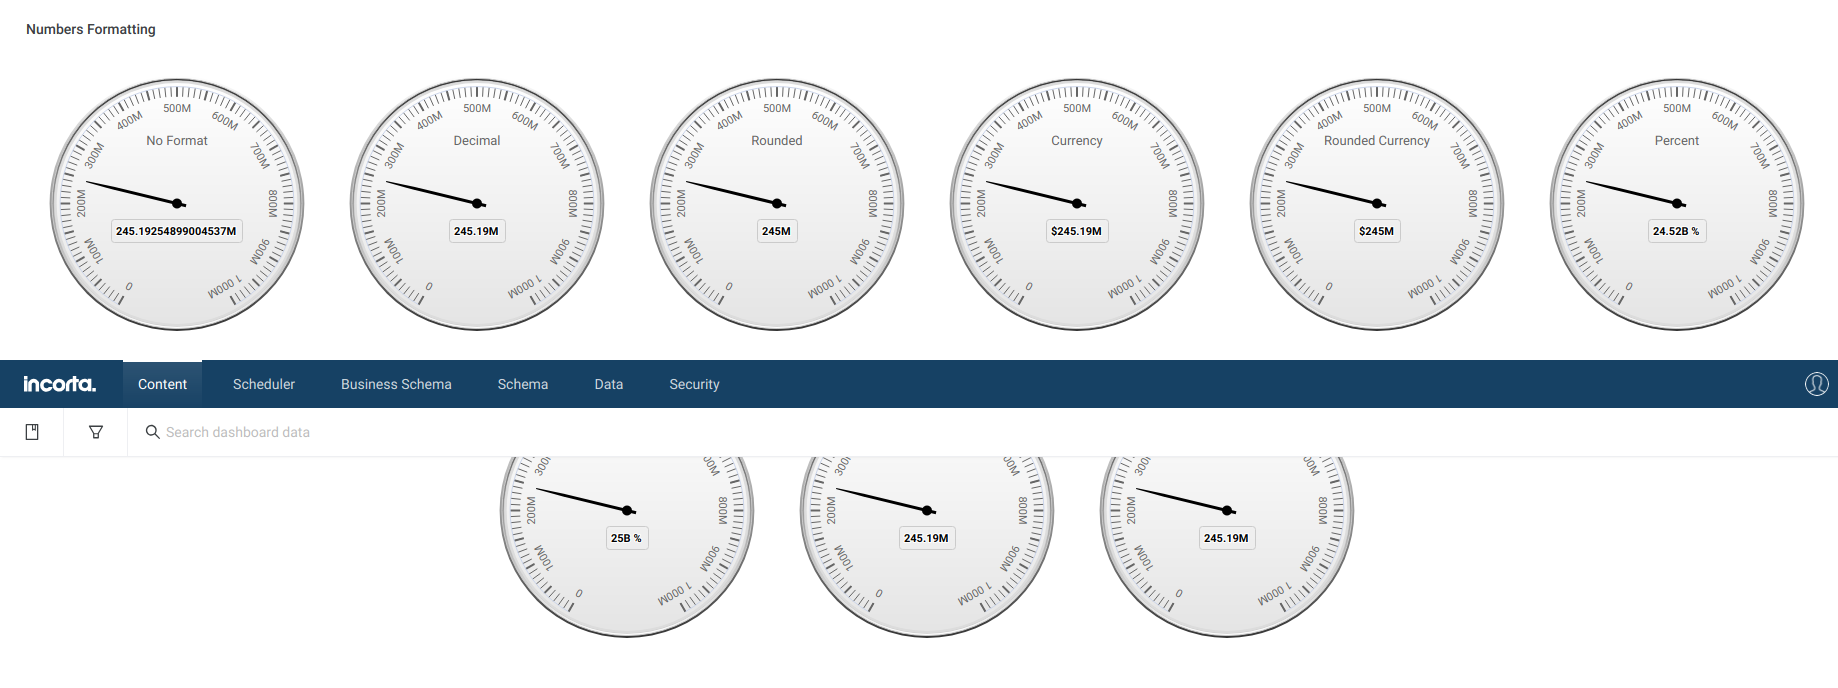 Numbers Formatting
500M 500M 500M 500M 500M 500M
400M 600M 400M 600M 400M 600M 400M 600M 400M 600M 400M 600M
No Format Decimal Rounded Currency Rounded Currency Percent
300M 700M 300M 700M 300M 700M 300M 700M 300M 700M 300M 700M
200M 800M 200M 800M 200M 800M 200M 800M 200M 800M 200M 800M
245.19254899004537M 245.19M 245M $245.19M $245M 24.52B %
100M 900M 100M 900M 100M 900M 100M 900M 100M 900M 100M 900M
0 1 000M 0 1 000M 0 1 000M 0 1 000M 0 1 000M 0 1 000M
incorta. Content Scheduler Business Schema Schema Data Security
Search dashboard data
300M 300M 300M
200M 800M 200M 800M 200M 800M
25B % 245.19M 245.19M
100M 900M 100M 900M 100M 900M
0 1 000M 0 1 000M 0 1 000M